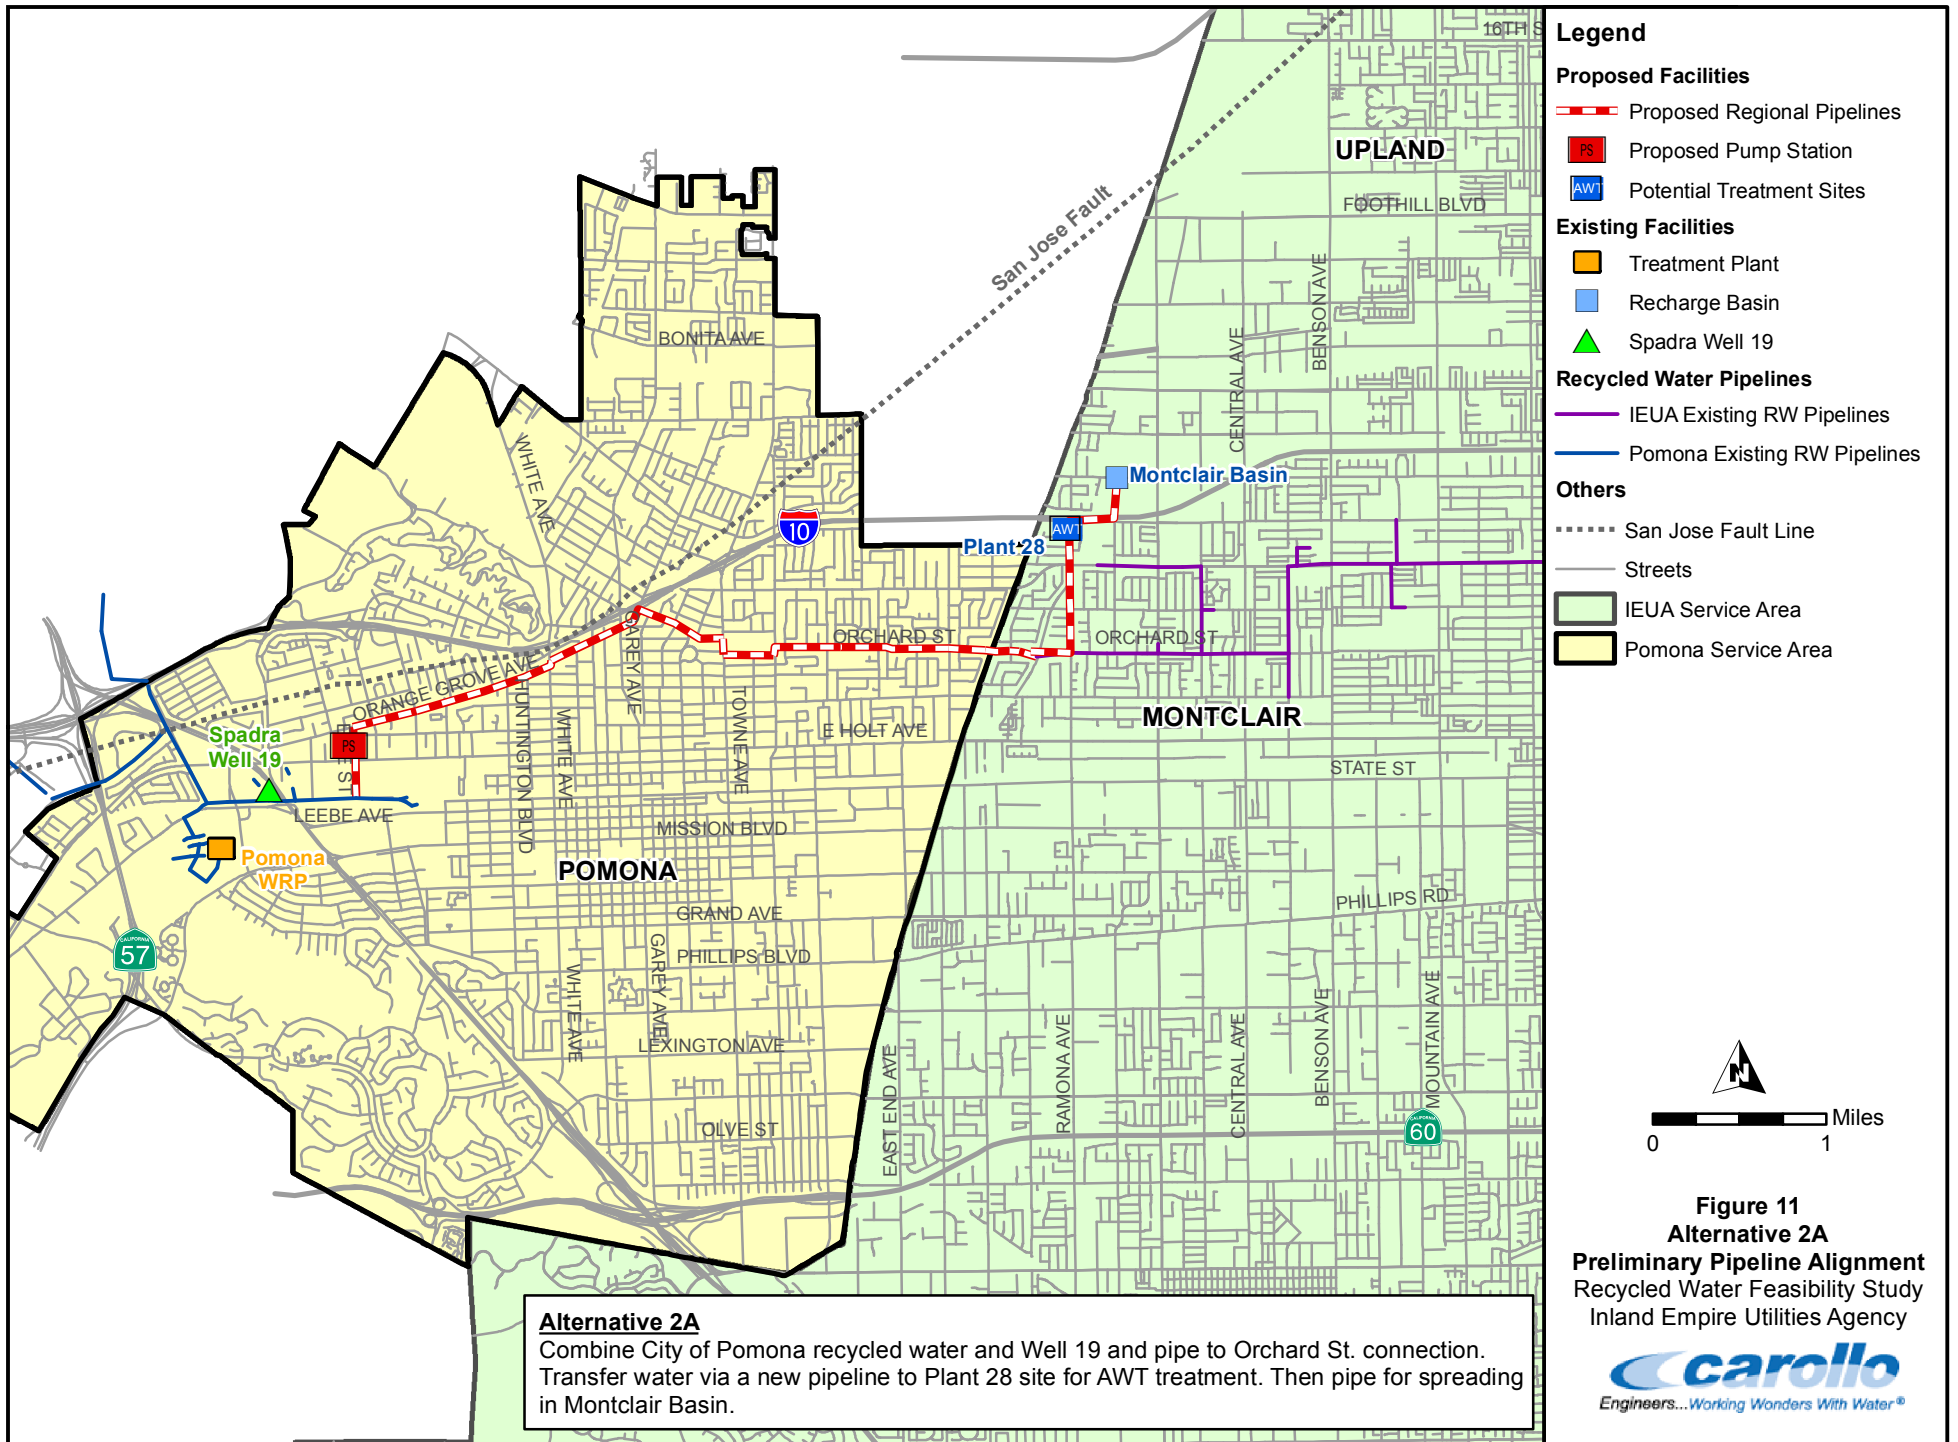 16TH S
UPLAND
FOOTHILL BLVD
San Jose Fault
BENSON AVE
CENTRAL AVE
BONITA AVE
WHITE AVE
Montclair Basin
10
AWT
Plant 28
GAREY AVE
ORCHARD ST
ORCHARD ST
ORANGE GROVE AVE
HUNTINGTON BLVD
WHITE AVE
TOWNE AVE
E HOLT AVE
MONTCLAIR
Spadra
Well 19
PS
STATE ST
LEEBE AVE
MISSION BLVD
Pomona
WRP
POMONA
PHILLIPS RD
GRAND AVE
PHILLIPS BLVD
CALIFORNIA
57
WHITE AVE
GAREY AVE
LEXINGTON AVE
EAST END AVE
RAMONA AVE
CENTRAL AVE
BENSON AVE
MOUNTAIN AVE
OLVE ST
CALIFORNIA
60
Alternative 2A
Combine City of Pomona recycled water and Well 19 and pipe to Orchard St. connection.
Transfer water via a new pipeline to Plant 28 site for AWT treatment. Then pipe for spreading
in Montclair Basin.
Legend
Proposed Facilities
Proposed Regional Pipelines
PS Proposed Pump Station
AWT Potential Treatment Sites
Existing Facilities
Treatment Plant
Recharge Basin
Spadra Well 19
Recycled Water Pipelines
IEUA Existing RW Pipelines
Pomona Existing RW Pipelines
Others
San Jose Fault Line
Streets
IEUA Service Area
Pomona Service Area
N
Miles
0 1
Figure 11
Alternative 2A
Preliminary Pipeline Alignment
Recycled Water Feasibility Study
Inland Empire Utilities Agency
carollo
Engineers...Working Wonders With Water®